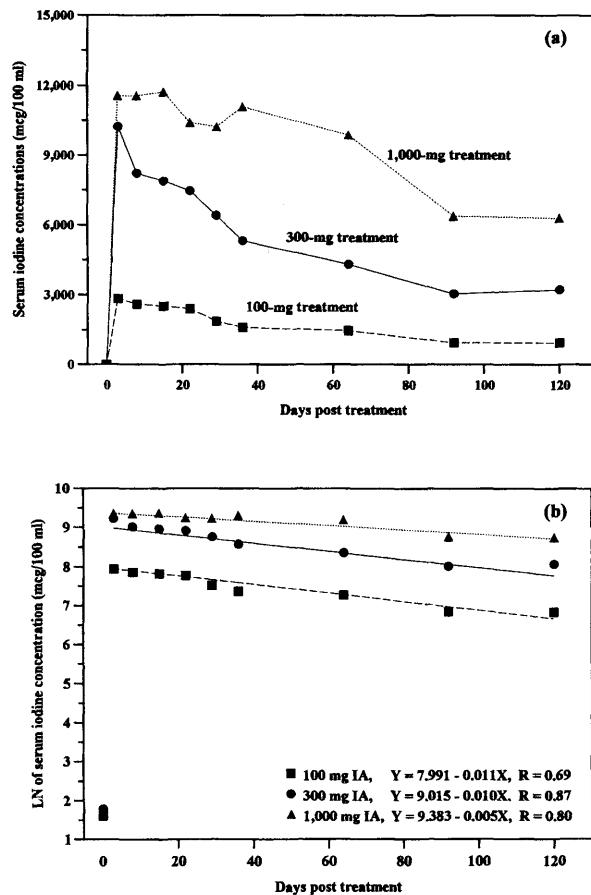 (a)
15,000
12,000
9,000
6,000
3,000
0
Serum iodine concentrations (mcg/100 ml)
1,000-mg treatment
300-mg treatment
100-mg treatment
0 20 40 60 80 100 120
Days post treatment
(b)
10
9
8
7
6
5
4
3
2
1
LN of serum iodine concentration (mcg/100 ml)
100 mg IA, Y = 7.991 - 0.011X, R = 0.69
300 mg IA, Y = 9.015 - 0.010X, R = 0.87
1,000 mg IA, Y = 9.383 - 0.005X, R = 0.80
0 20 40 60 80 100 120
Days post treatment